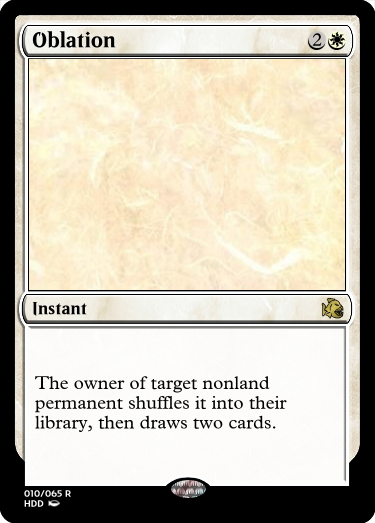 Oblation 2
Instant
The owner of target nonland
permanent shuffles it into their
library, then draws two cards.
010/065 R
HDD